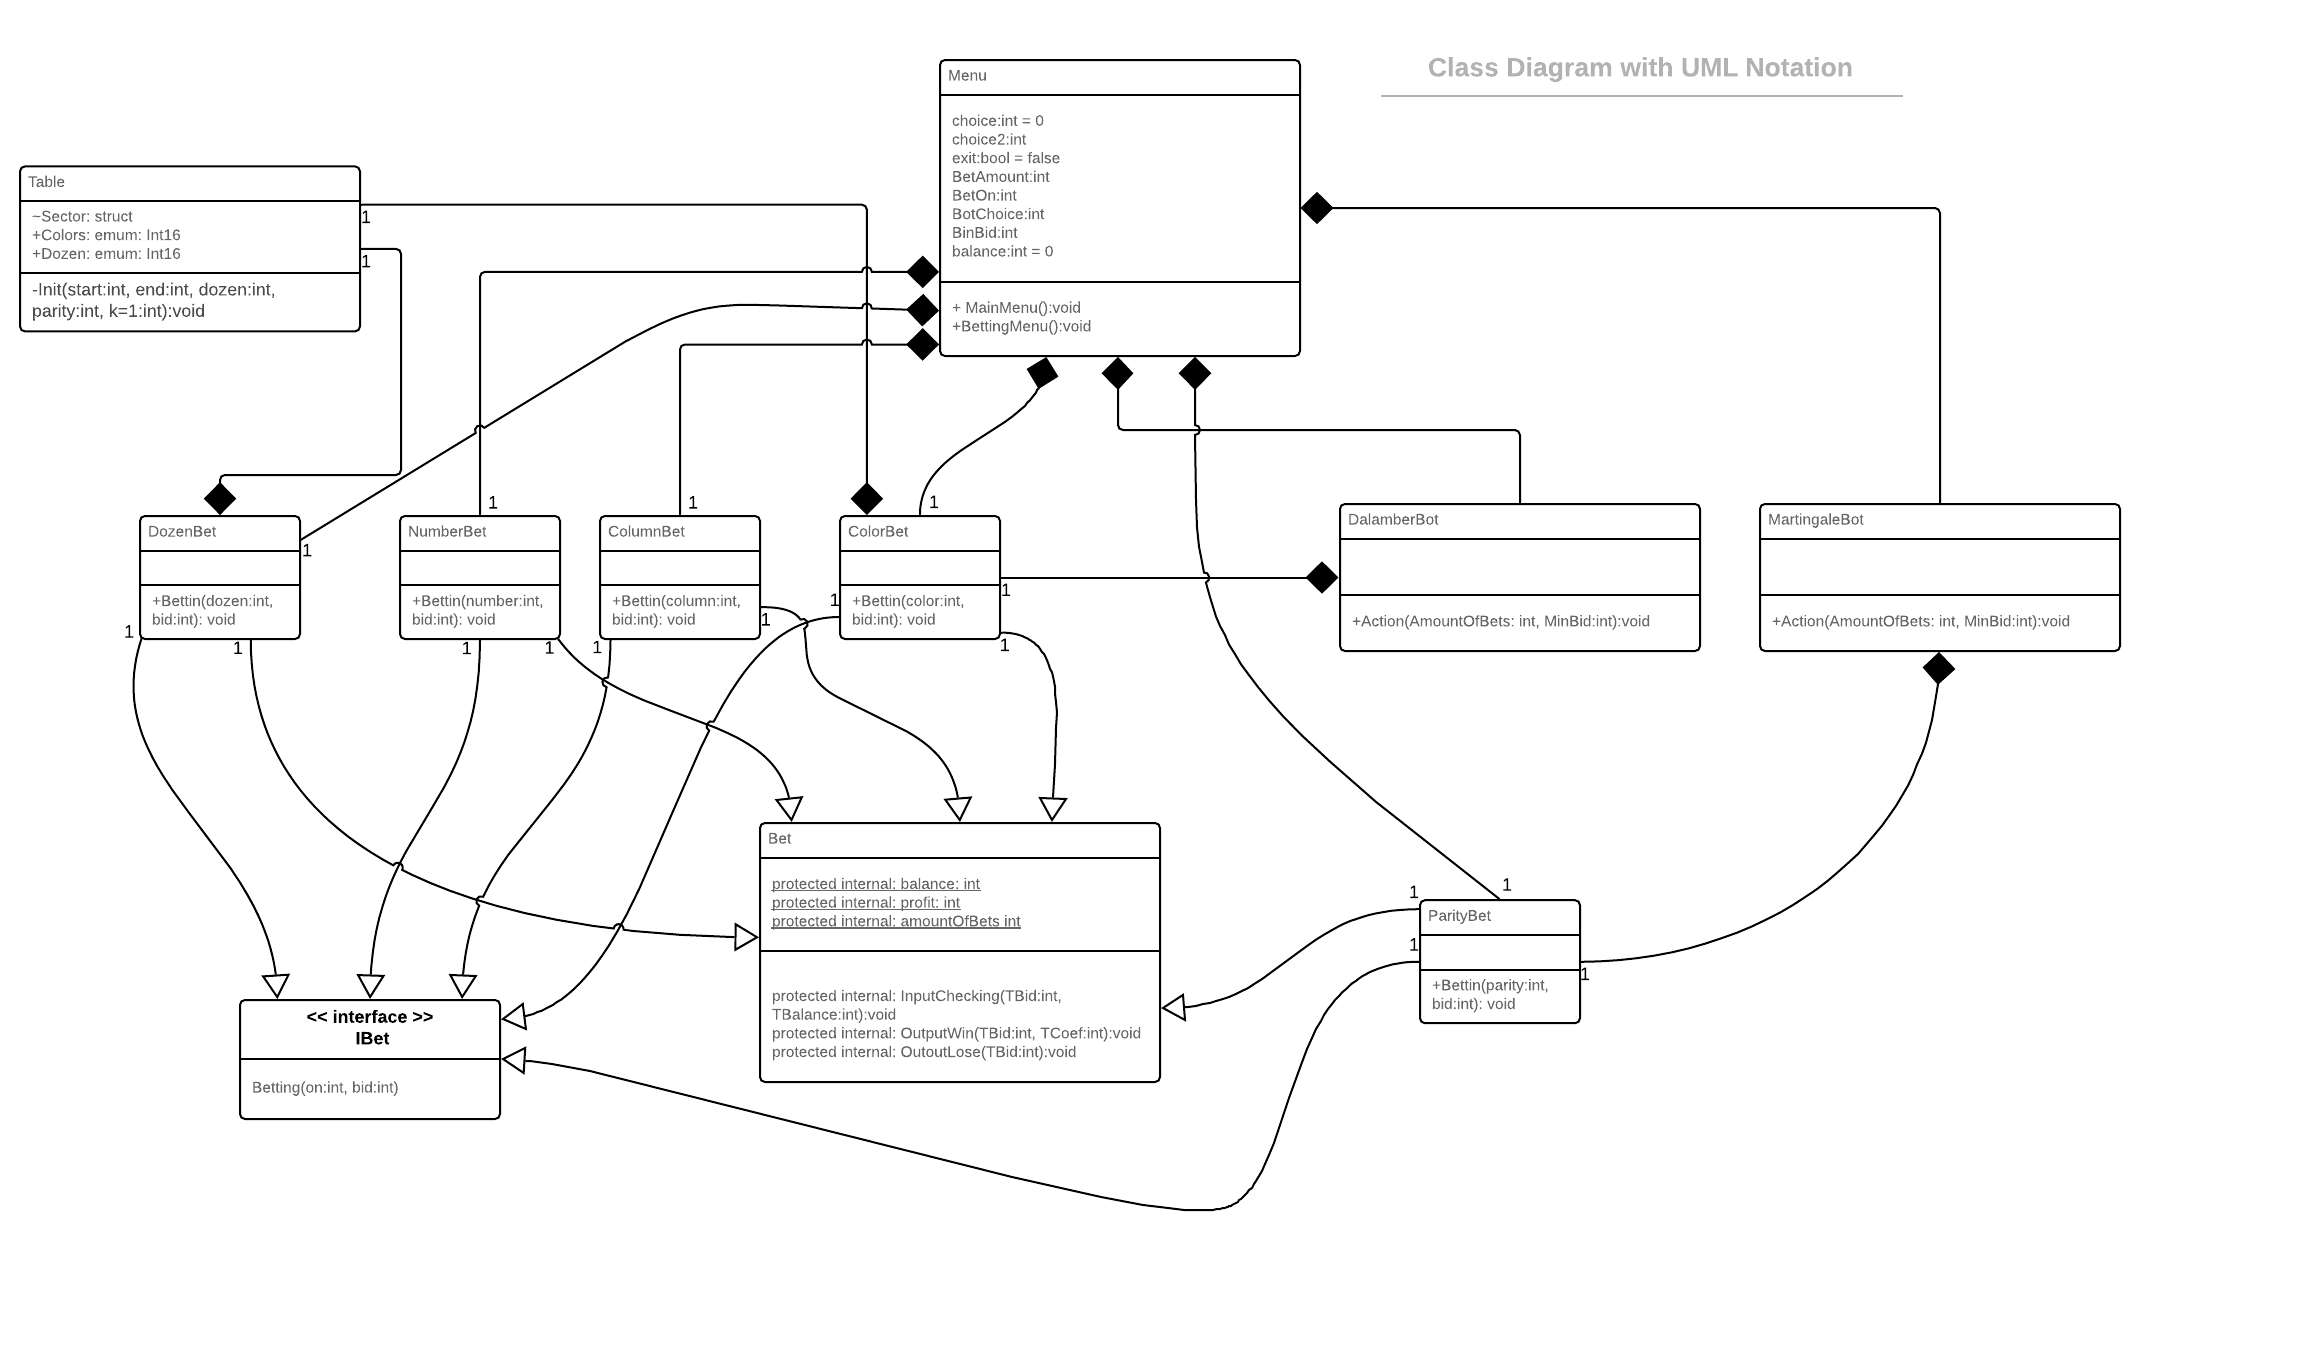 Class Diagram with UML Notation
Menu
choice:int = 0
choice2:int
exit:bool = false
BetAmount:int
BetOn:int
BotChoice:int
BinBid:int
balance:int = 0
+ MainMenu():void
+BettingMenu():void
Table
~Sector: struct
+Colors: emum: Int16
+Dozen: emum: Int16
-Init(start:int, end:int, dozen:int,
parity:int, k=1:int):void
1
1
DozenBet
+Bettin(dozen:int,
bid:int): void
1
1
1
NumberBet
+Bettin(number:int,
bid:int): void
1
1
1
ColumnBet
+Bettin(column:int,
bid:int): void
1
1
1
ColorBet
+Bettin(color:int,
bid:int): void
1
1
1
1
DalamberBot
+Action(AmountOfBets: int, MinBid:int):void
MartingaleBot
+Action(AmountOfBets: int, MinBid:int):void
Bet
protected internal: balance: int
protected internal: profit: int
protected internal: amountOfBets int
protected internal: InputChecking(TBid:int,
TBalance:int):void
protected internal: OutputWin(TBid:int, TCoef:int):void
protected internal: OutoutLose(TBid:int):void
ParityBet
+Bettin(parity:int,
bid:int): void
1
1
1
1
<< interface >>
IBet
Betting(on:int, bid:int)